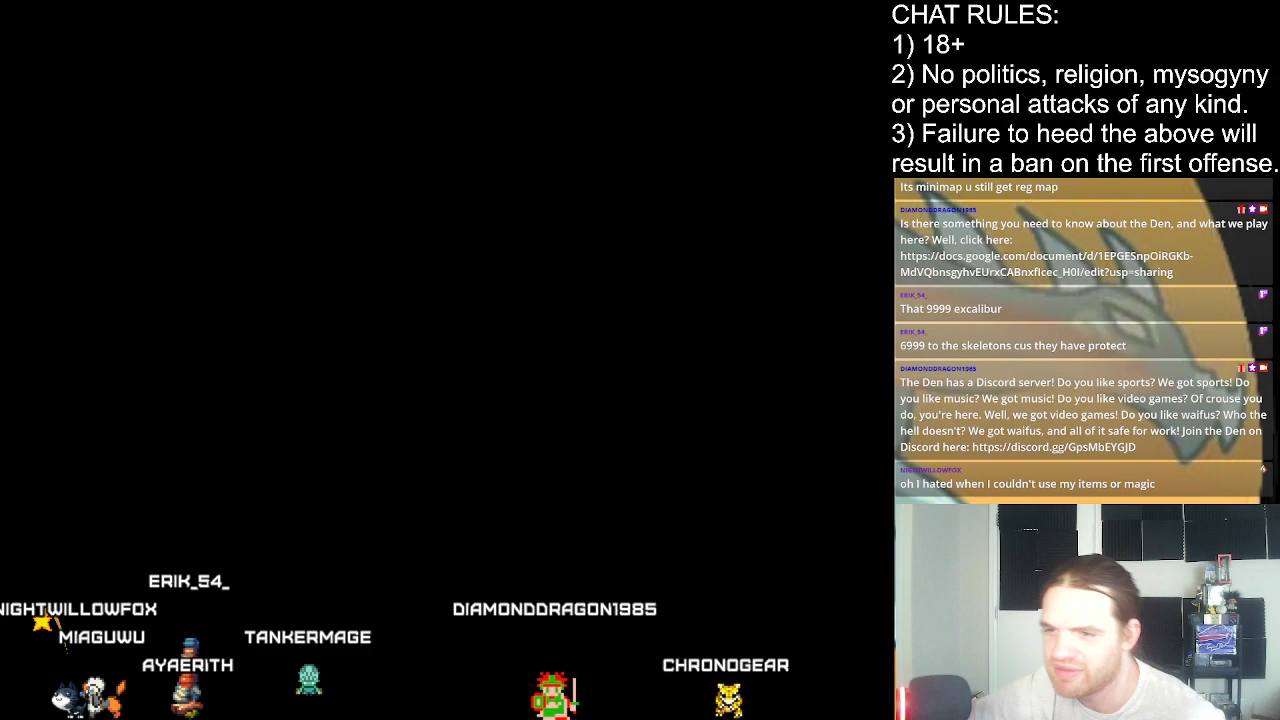 CHAT RULES:
1) 18+
2) No politics, religion, mysogyny
or personal attacks of any kind.
3) Failure to heed the above will
result in a ban on the first offense.
Its minimap u still get reg map
DIAMONDDRAGON1985
Is there something you need to know about the Den, and what we play
here? Well, click here:
https://docs.google.com/document/d/1EPGESnpOiRGKb-
MdVQbnsgyhvEUrxCABnxfIcec_H0I/edit?usp=sharing
ERIK_54_
That 9999 excalibur
ERIK_54_
6999 to the skeletons cus they have protect
DIAMONDDRAGON1985
The Den has a Discord server! Do you like sports? We got sports! Do
you like music? We got music! Do you like video games? Of crouse you
do, you're here. Well, we got video games! Do you like waifus? Who the
hell doesn't? We got waifus, and all of it safe for work! Join the Den on
Discord here: https://discord.gg/GpsMbEYGJD
NIGHTWILLOWFOX
oh I hated when I couldn't use my items or magic
ERIK_54_
NIGHTWILLOWFOX
DIAMONDDRAGON1985
MIAGUWU
TANKERMAGE
AYAERITH
CHRONOGEAR